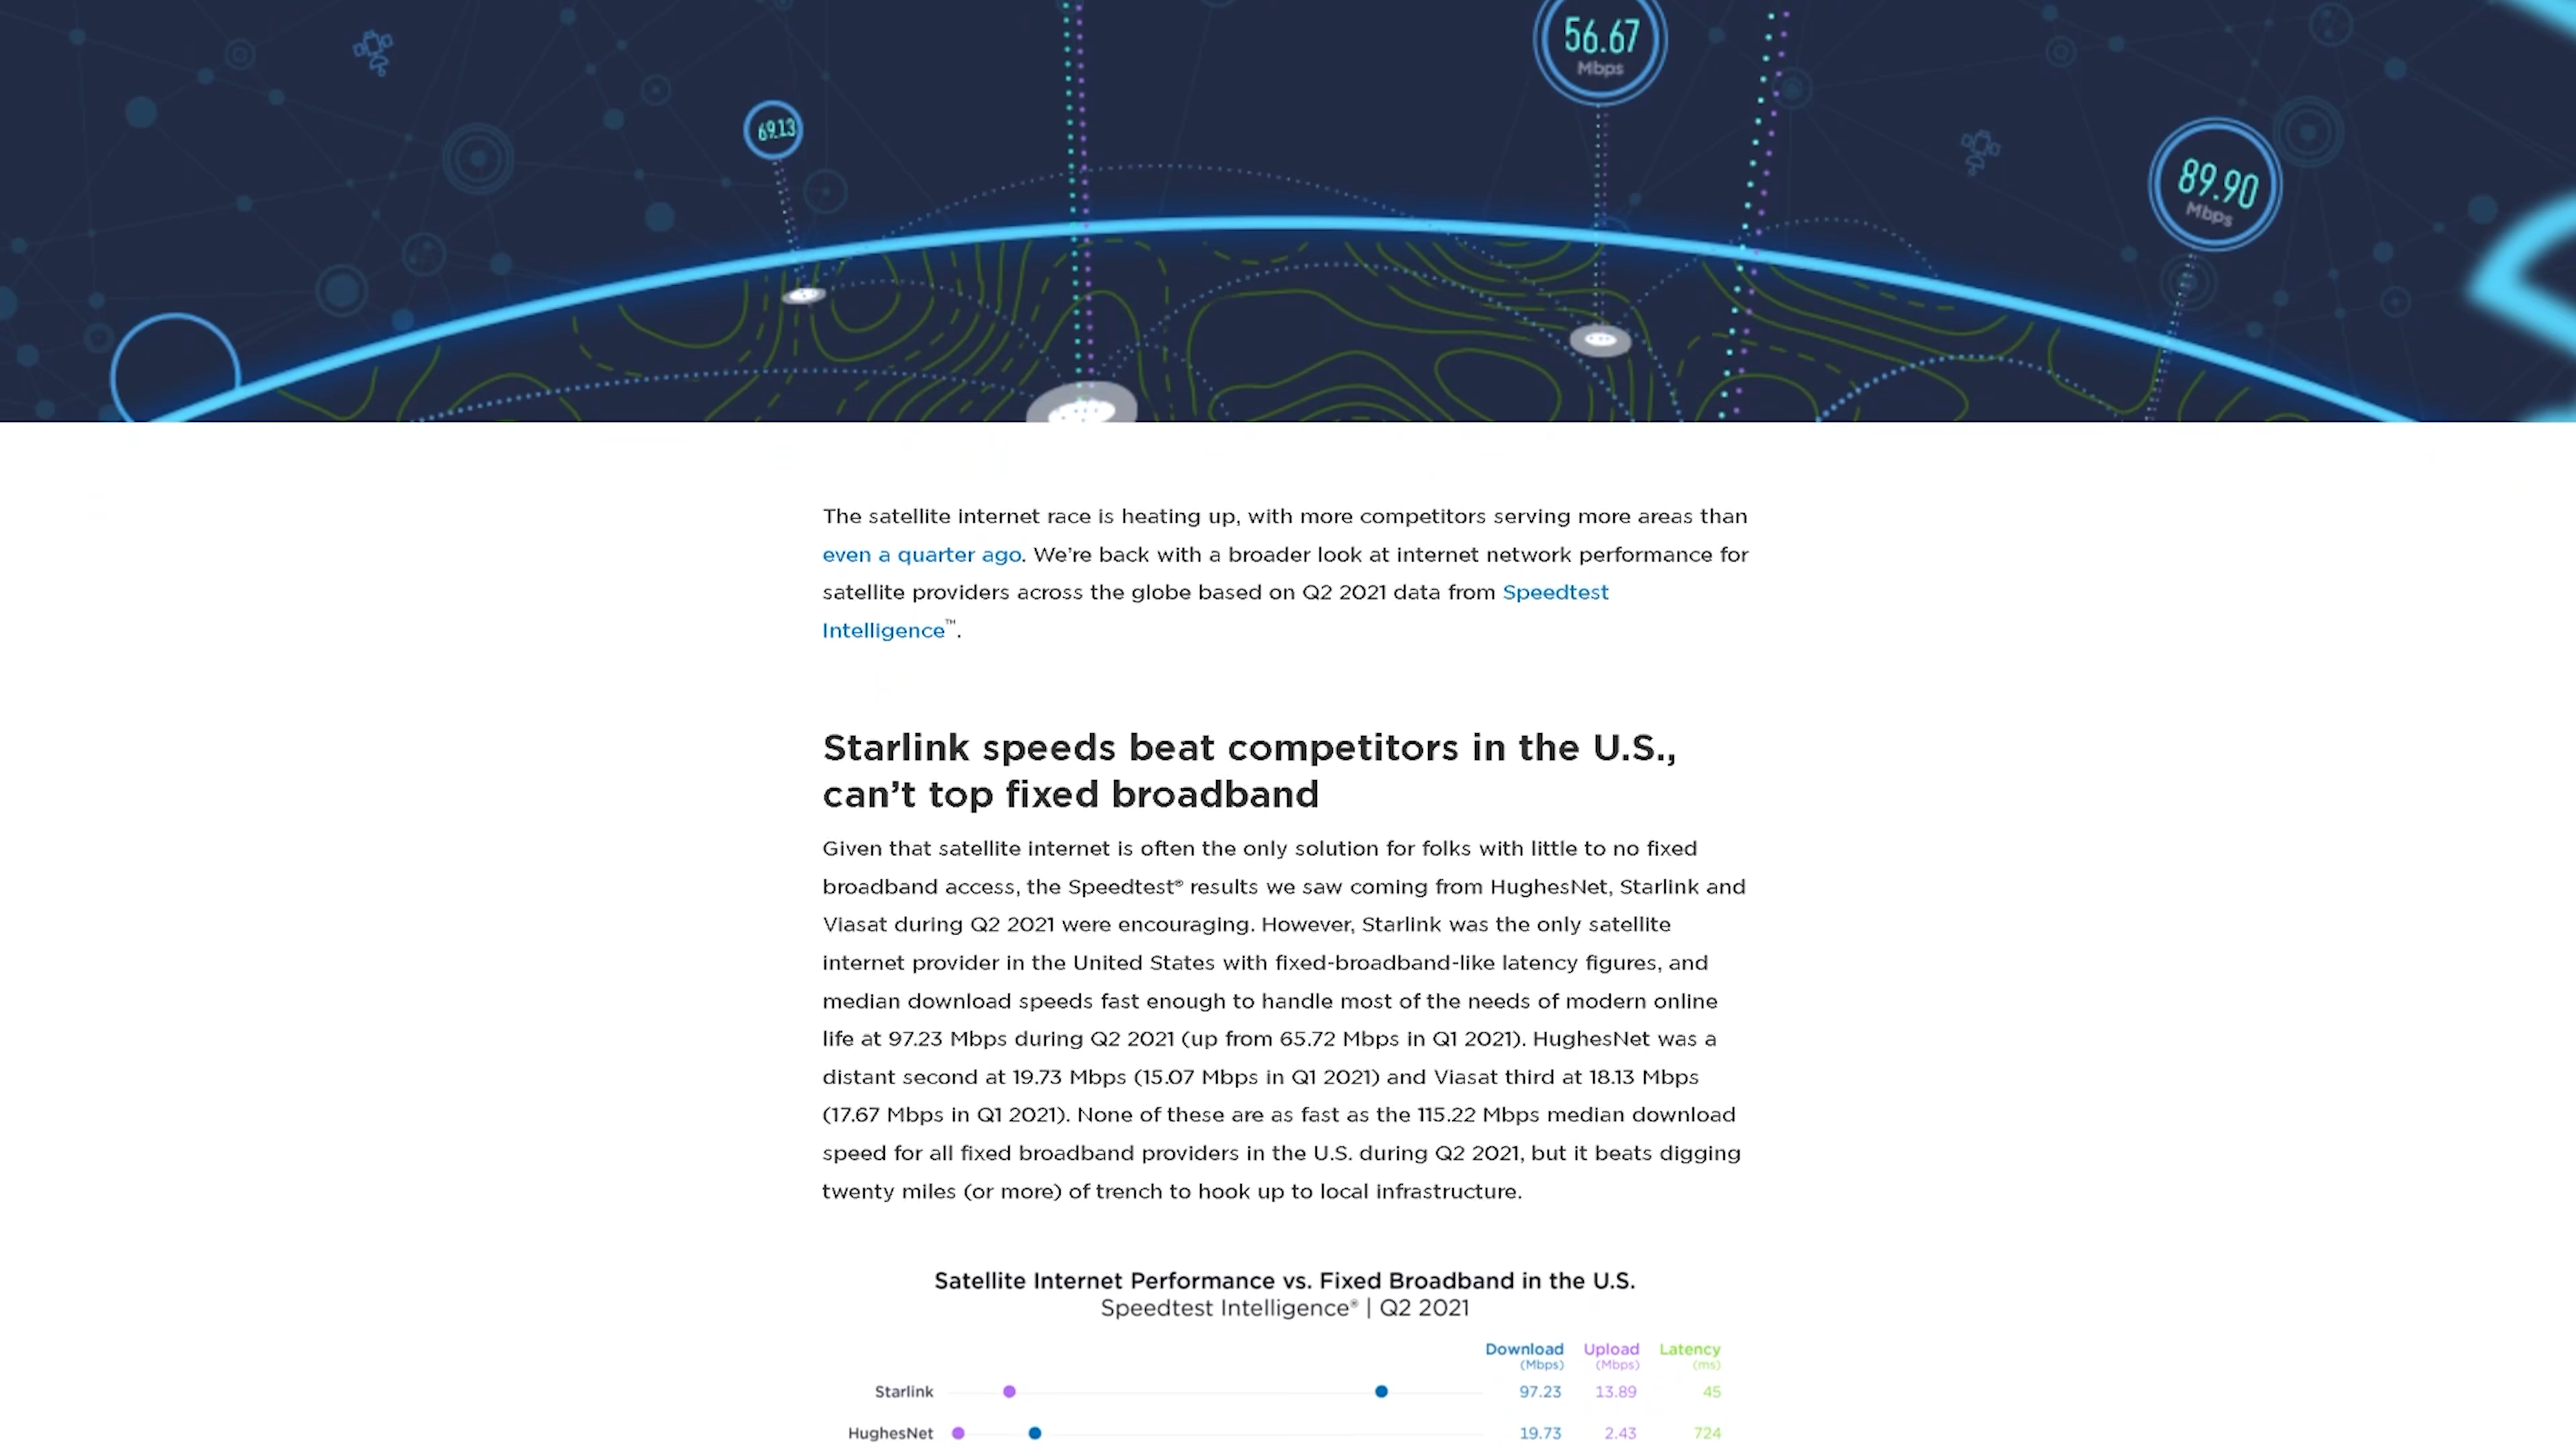 56.67
Mbps
69.13
89.90
Mbps
The satellite internet race is heating up, with more competitors serving more areas than
even a quarter ago. We're back with a broader look at internet network performance for
satellite providers across the globe based on Q2 2021 data from Speedtest
Intelligence™.
Starlink speeds beat competitors in the U.S.,
can't top fixed broadband
Given that satellite internet is often the only solution for folks with little to no fixed
broadband access, the Speedtest® results we saw coming from HughesNet, Starlink and
Viasat during Q2 2021 were encouraging. However, Starlink was the only satellite
internet provider in the United States with fixed-broadband-like latency figures, and
median download speeds fast enough to handle most of the needs of modern online
life at 97.23 Mbps during Q2 2021 (up from 65.72 Mbps in Q1 2021). HughesNet was a
distant second at 19.73 Mbps (15.07 Mbps in Q1 2021) and Viasat third at 18.13 Mbps
(17.67 Mbps in Q1 2021). None of these are as fast as the 115.22 Mbps median download
speed for all fixed broadband providers in the U.S. during Q2 2021, but it beats digging
twenty miles (or more) of trench to hook up to local infrastructure.
Satellite Internet Performance vs. Fixed Broadband in the U.S.
Speedtest Intelligence® | Q2 2021
Download Upload Latency
(Mbps) (Mbps) (ms)
Starlink 97.23 13.89 45
HughesNet 19.73 2.43 724